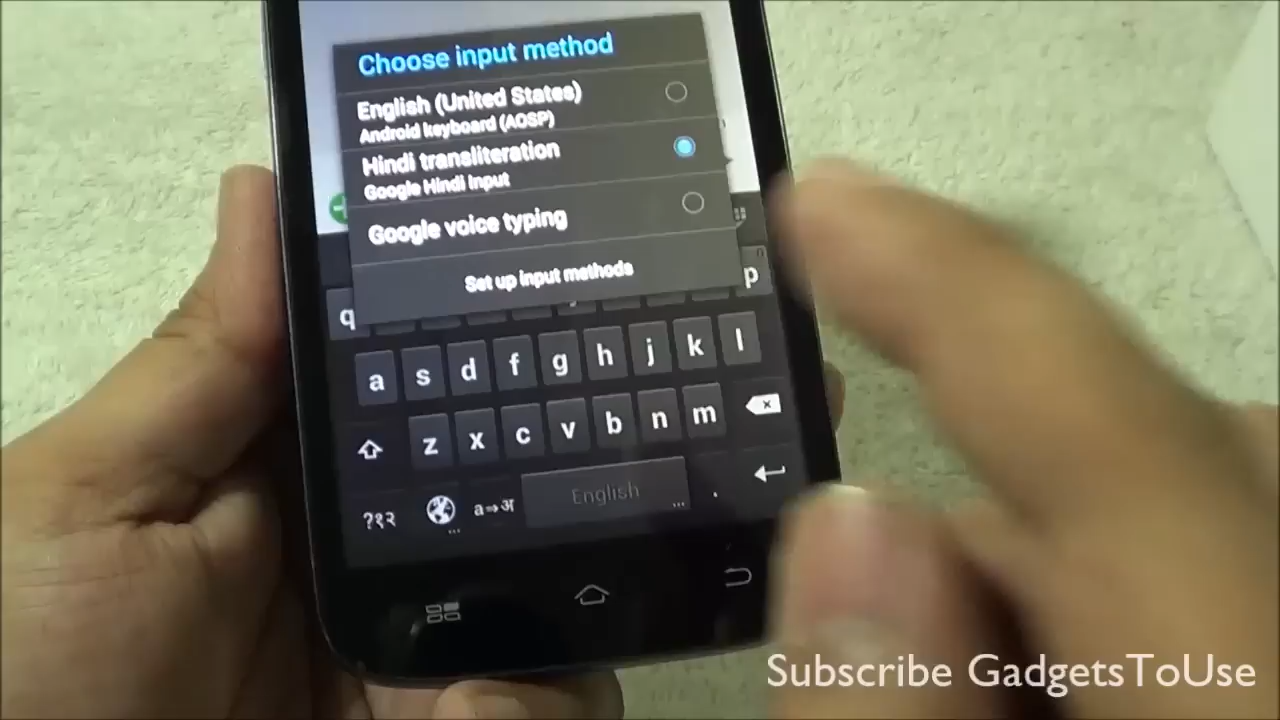 Choose input method
English (United States)
Android keyboard (AOSP)
Hindi transliteration
Google Hindi Input
Google voice typing
Set up input methods
q p
a s d f g h j k l
z x c v b n m
?१२ a⇒अ English .
Subscribe GadgetsToUse